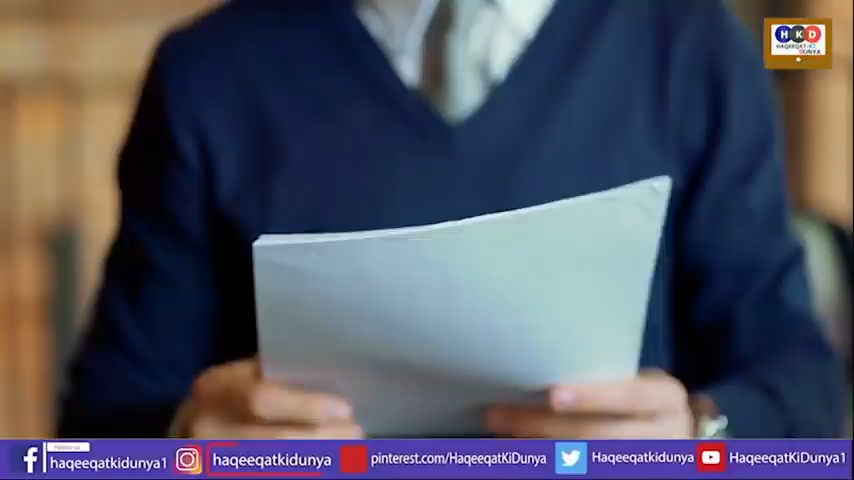 HKD
HAQEEQAT-KI
DUNYA
haqeeqatkidunya1
haqeeqatkidunya
pinterest.com/HaqeeqatKiDunya
Haqeeqatkidunya
HaqeeqatKiDunya1